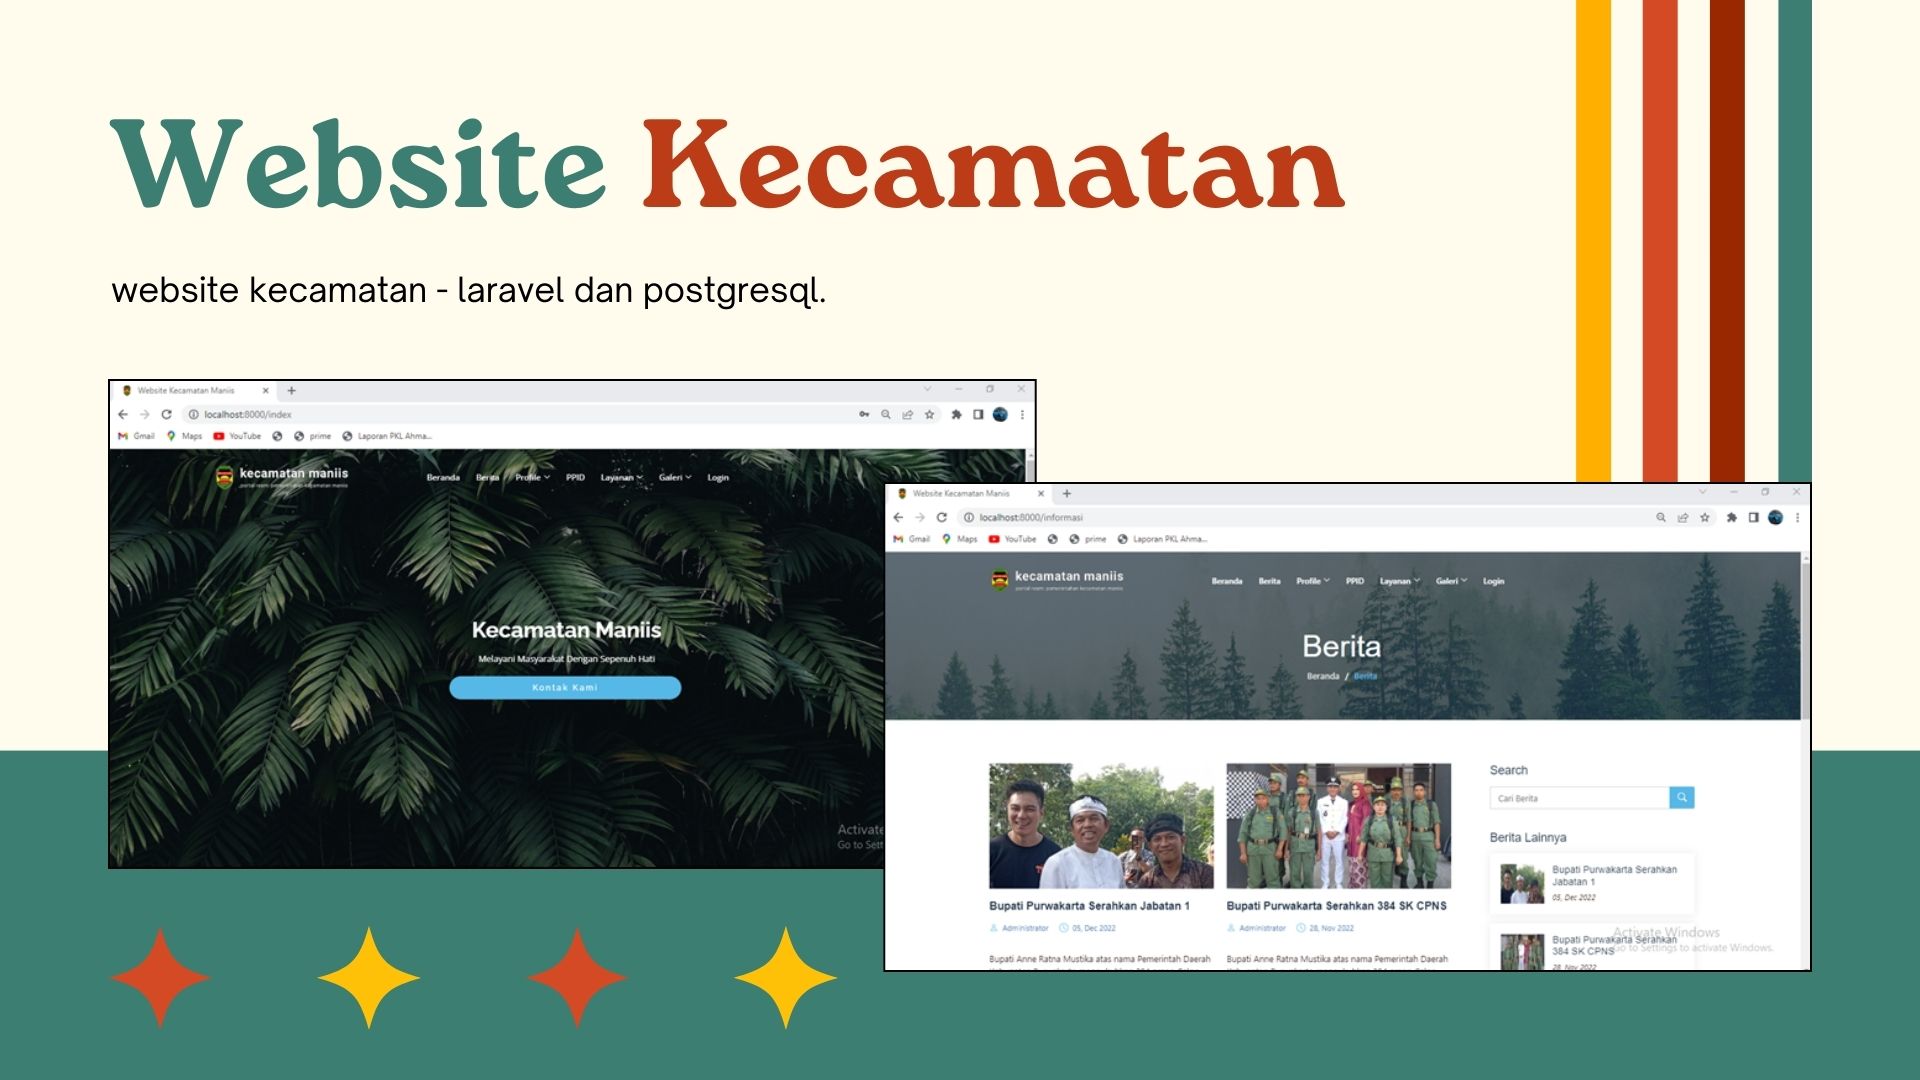 Website Kecamatan
website kecamatan - laravel dan postgresql.
Website Kecamatan Maniis
localhost:8000/index
Gmail Maps YouTube prime Laporan PKL Ahma...
kecamatan maniis
Beranda Berita Profile PPID Layanan Galeri Login
Kecamatan Maniis
Melayani Masyarakat Dengan Sepenuh Hati
Kontak Kami
Activate
Go to Sett
Website Kecamatan Maniis
localhost:8000/informasi
Gmail Maps YouTube prime Laporan PKL Ahma...
kecamatan maniis
Beranda Berita Profile PPID Layanan Galeri Login
Berita
Beranda / Berita
Bupati Purwakarta Serahkan Jabatan 1
Administrator 05, Dec 2022
Bupati Anne Ratna Mustika atas nama Pemerintah Daerah
Bupati Purwakarta Serahkan 384 SK CPNS
Administrator 28, Nov 2022
Bupati Anne Ratna Mustika atas nama Pemerintah Daerah
Search
Cari Berita
Berita Lainnya
Bupati Purwakarta Serahkan
Jabatan 1
05, Dec 2022
Bupati Purwakarta Serahkan
384 SK CPNS
28, Nov 2022
Activate Windows
Go to Settings to activate Windows.